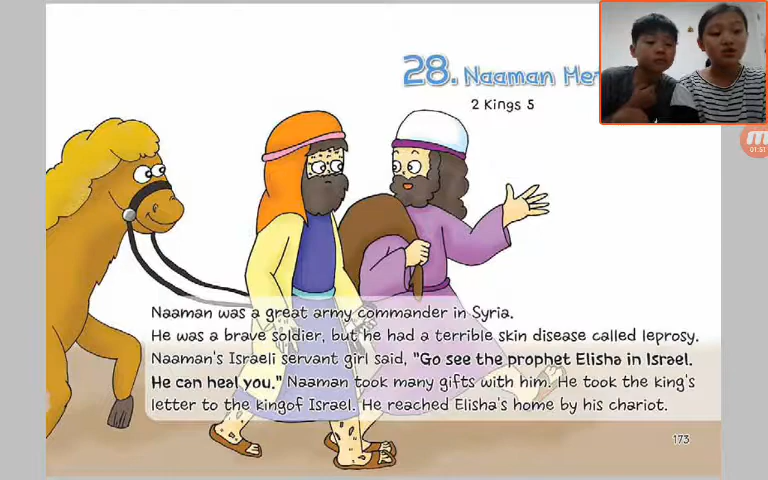 28. Naaman
2 Kings 5
Naaman was a great army commander in Syria.
He was a brave soldier, but he had a terrible skin disease called leprosy.
Naaman's Israeli servant girl said, "Go see the prophet Elisha in Israel.
He can heal you." Naaman took many gifts with him. He took the king's
letter to the kingof Israel. He reached Elisha's home by his chariot.
173
01:51